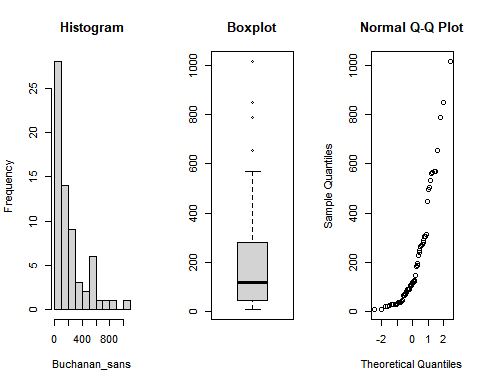 Histogram
Frequency
0 5 10 15 20 25
0 400 800
Buchanan_sans
Boxplot
0 200 400 600 800 1000
Normal Q-Q Plot
Sample Quantiles
0 200 400 600 800 1000
-2 0 1 2
Theoretical Quantiles